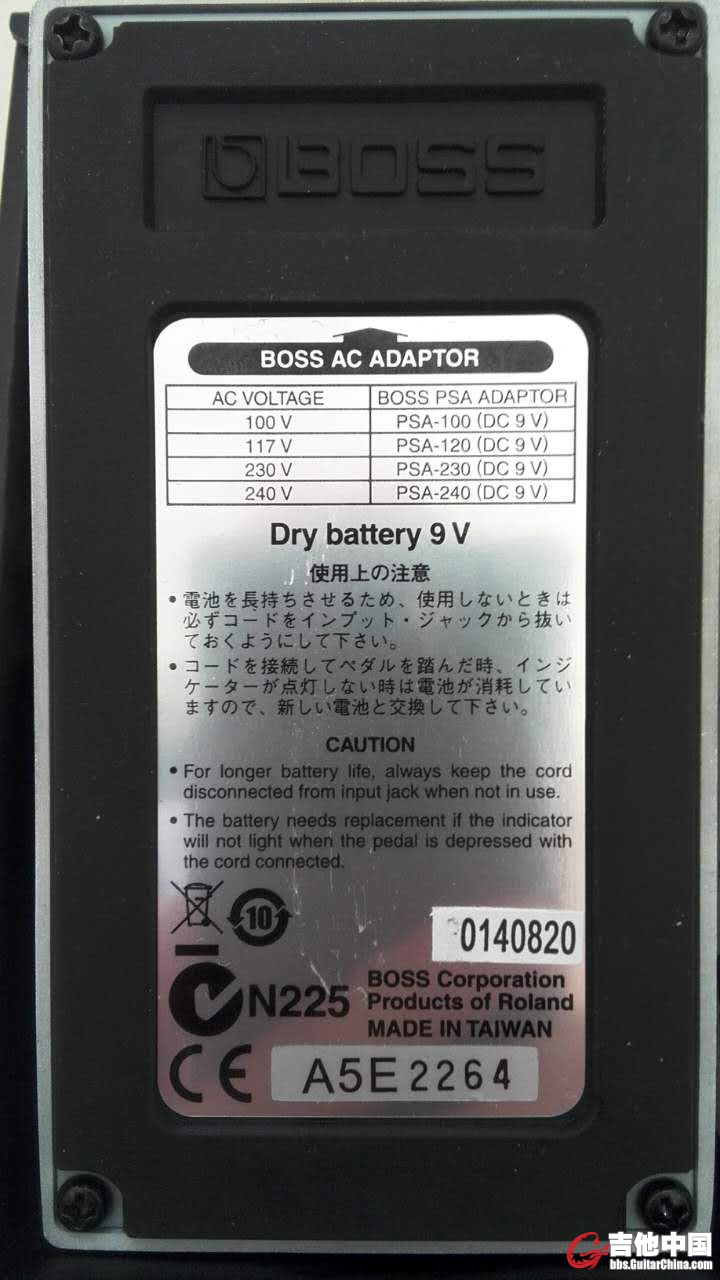 BOSS
BOSS AC ADAPTOR
AC VOLTAGE BOSS PSA ADAPTOR
100 V PSA-100 (DC 9 V)
117 V PSA-120 (DC 9 V)
230 V PSA-230 (DC 9 V)
240 V PSA-240 (DC 9 V)
Dry battery 9 V
使用上の注意
• 電池を長持ちさせるため、使用しないときは
必ずコードをインプット・ジャックから抜い
ておくようにして下さい。
• コードを接続してペダルを踏んだ時、インジ
ケーターが点灯しない時は電池が消耗してい
ますので、新しい電池と交換して下さい。
CAUTION
• For longer battery life, always keep the cord
disconnected from input jack when not in use.
• The battery needs replacement if the indicator
will not light when the pedal is depressed with
the cord connected.
10
0140820
N225
BOSS Corporation
Products of Roland
MADE IN TAIWAN
CE
A5E2264
吉他中国
bbs.GuitarChina.com